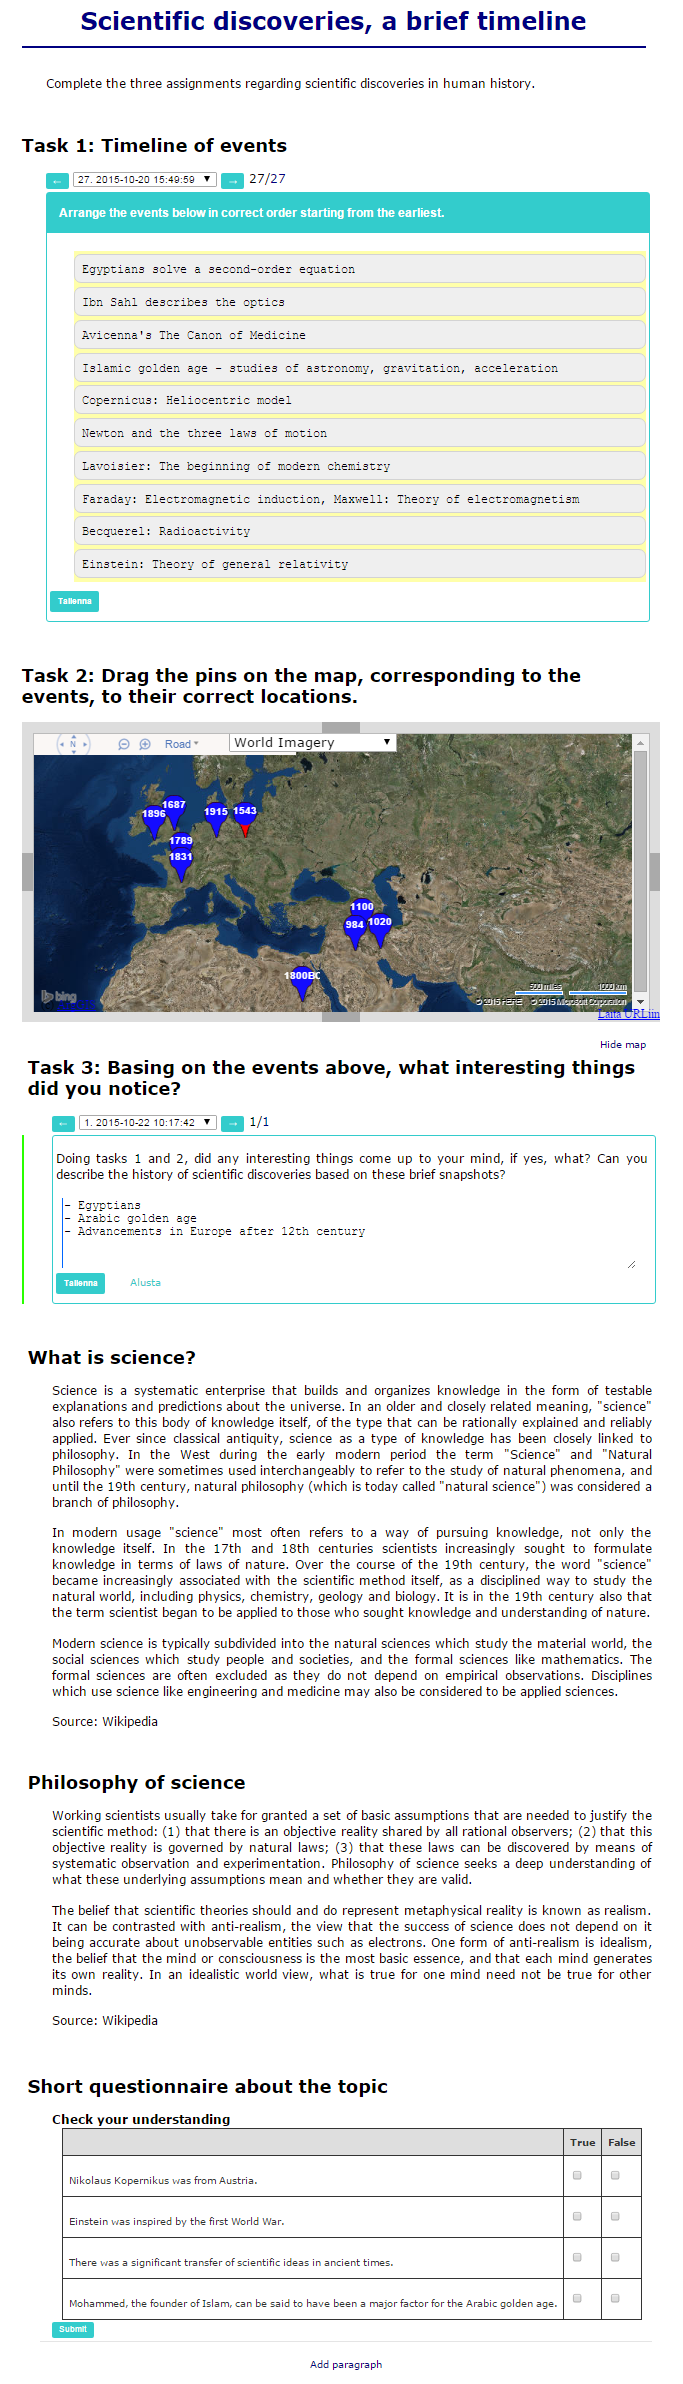 Scientific discoveries, a brief timeline
Complete the three assignments regarding scientific discoveries in human history.
Task 1: Timeline of events
← 27. 2015-10-20 15:49:59 ▼ → 27/27
Arrange the events below in correct order starting from the earliest.
Egyptians solve a second-order equation
Ibn Sahl describes the optics
Avicenna's The Canon of Medicine
Islamic golden age - studies of astronomy, gravitation, acceleration
Copernicus: Heliocentric model
Newton and the three laws of motion
Lavoisier: The beginning of modern chemistry
Faraday: Electromagnetic induction, Maxwell: Theory of electromagnetism
Becquerel: Radioactivity
Einstein: Theory of general relativity
Tallenna
Task 2: Drag the pins on the map, corresponding to the
events, to their correct locations.
N Road World Imagery ▼
1687
1896 1915 1543
1789
1831
1100
984 1020
1800BC
500 miles 1000 km
bing
© 2015 HERE © 2015 Microsoft Corporation
Laita URLiin
Hide map
Task 3: Basing on the events above, what interesting things
did you notice?
← 1. 2015-10-22 10:17:42 ▼ → 1/1
Doing tasks 1 and 2, did any interesting things come up to your mind, if yes, what? Can you
describe the history of scientific discoveries based on these brief snapshots?
- Egyptians
- Arabic golden age
- Advancements in Europe after 12th century
Tallenna Alusta
What is science?
Science is a systematic enterprise that builds and organizes knowledge in the form of testable
explanations and predictions about the universe. In an older and closely related meaning, "science"
also refers to this body of knowledge itself, of the type that can be rationally explained and reliably
applied. Ever since classical antiquity, science as a type of knowledge has been closely linked to
philosophy. In the West during the early modern period the term "Science" and "Natural
Philosophy" were sometimes used interchangeably to refer to the study of natural phenomena, and
until the 19th century, natural philosophy (which is today called "natural science") was considered a
branch of philosophy.
In modern usage "science" most often refers to a way of pursuing knowledge, not only the
knowledge itself. In the 17th and 18th centuries scientists increasingly sought to formulate
knowledge in terms of laws of nature. Over the course of the 19th century, the word "science"
became increasingly associated with the scientific method itself, as a disciplined way to study the
natural world, including physics, chemistry, geology and biology. It is in the 19th century also that
the term scientist began to be applied to those who sought knowledge and understanding of nature.
Modern science is typically subdivided into the natural sciences which study the material world, the
social sciences which study people and societies, and the formal sciences like mathematics. The
formal sciences are often excluded as they do not depend on empirical observations. Disciplines
which use science like engineering and medicine may also be considered to be applied sciences.
Source: Wikipedia
Philosophy of science
Working scientists usually take for granted a set of basic assumptions that are needed to justify the
scientific method: (1) that there is an objective reality shared by all rational observers; (2) that this
objective reality is governed by natural laws; (3) that these laws can be discovered by means of
systematic observation and experimentation. Philosophy of science seeks a deep understanding of
what these underlying assumptions mean and whether they are valid.
The belief that scientific theories should and do represent metaphysical reality is known as realism.
It can be contrasted with anti-realism, the view that the success of science does not depend on it
being accurate about unobservable entities such as electrons. One form of anti-realism is idealism,
the belief that the mind or consciousness is the most basic essence, and that each mind generates
its own reality. In an idealistic world view, what is true for one mind need not be true for other
minds.
Source: Wikipedia
Short questionnaire about the topic
Check your understanding
True False
Nikolaus Kopernikus was from Austria.
Einstein was inspired by the first World War.
There was a significant transfer of scientific ideas in ancient times.
Mohammed, the founder of Islam, can be said to have been a major factor for the Arabic golden age.
Submit
Add paragraph